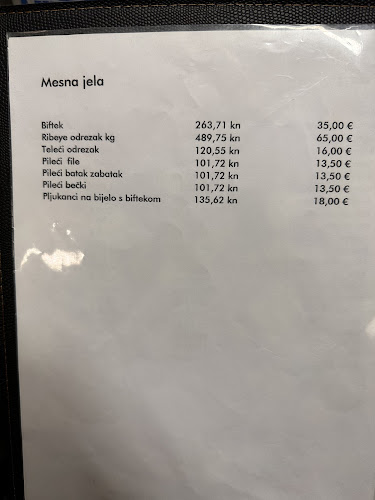 Mesna jela
Biftek 263,71 kn 35,00 €
Ribeye odrezak kg 489,75 kn 65,00 €
Teleći odrezak 120,55 kn 16,00 €
Pileći file 101,72 kn 13,50 €
Pileći batak zabatak 101,72 kn 13,50 €
Pileći bečki 101,72 kn 13,50 €
Pljukanci na bijelo s biftekom 135,62 kn 18,00 €